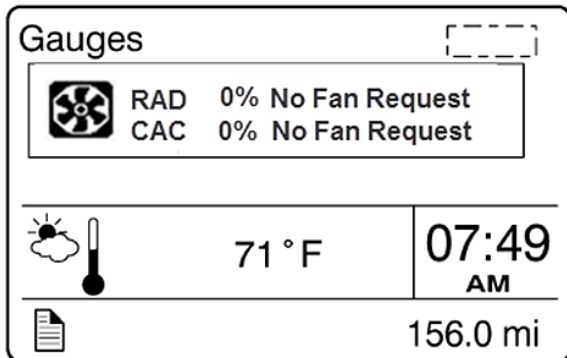 Gauges
RAD 0% No Fan Request
CAC 0% No Fan Request
71°F
07:49
AM
156.0 mi